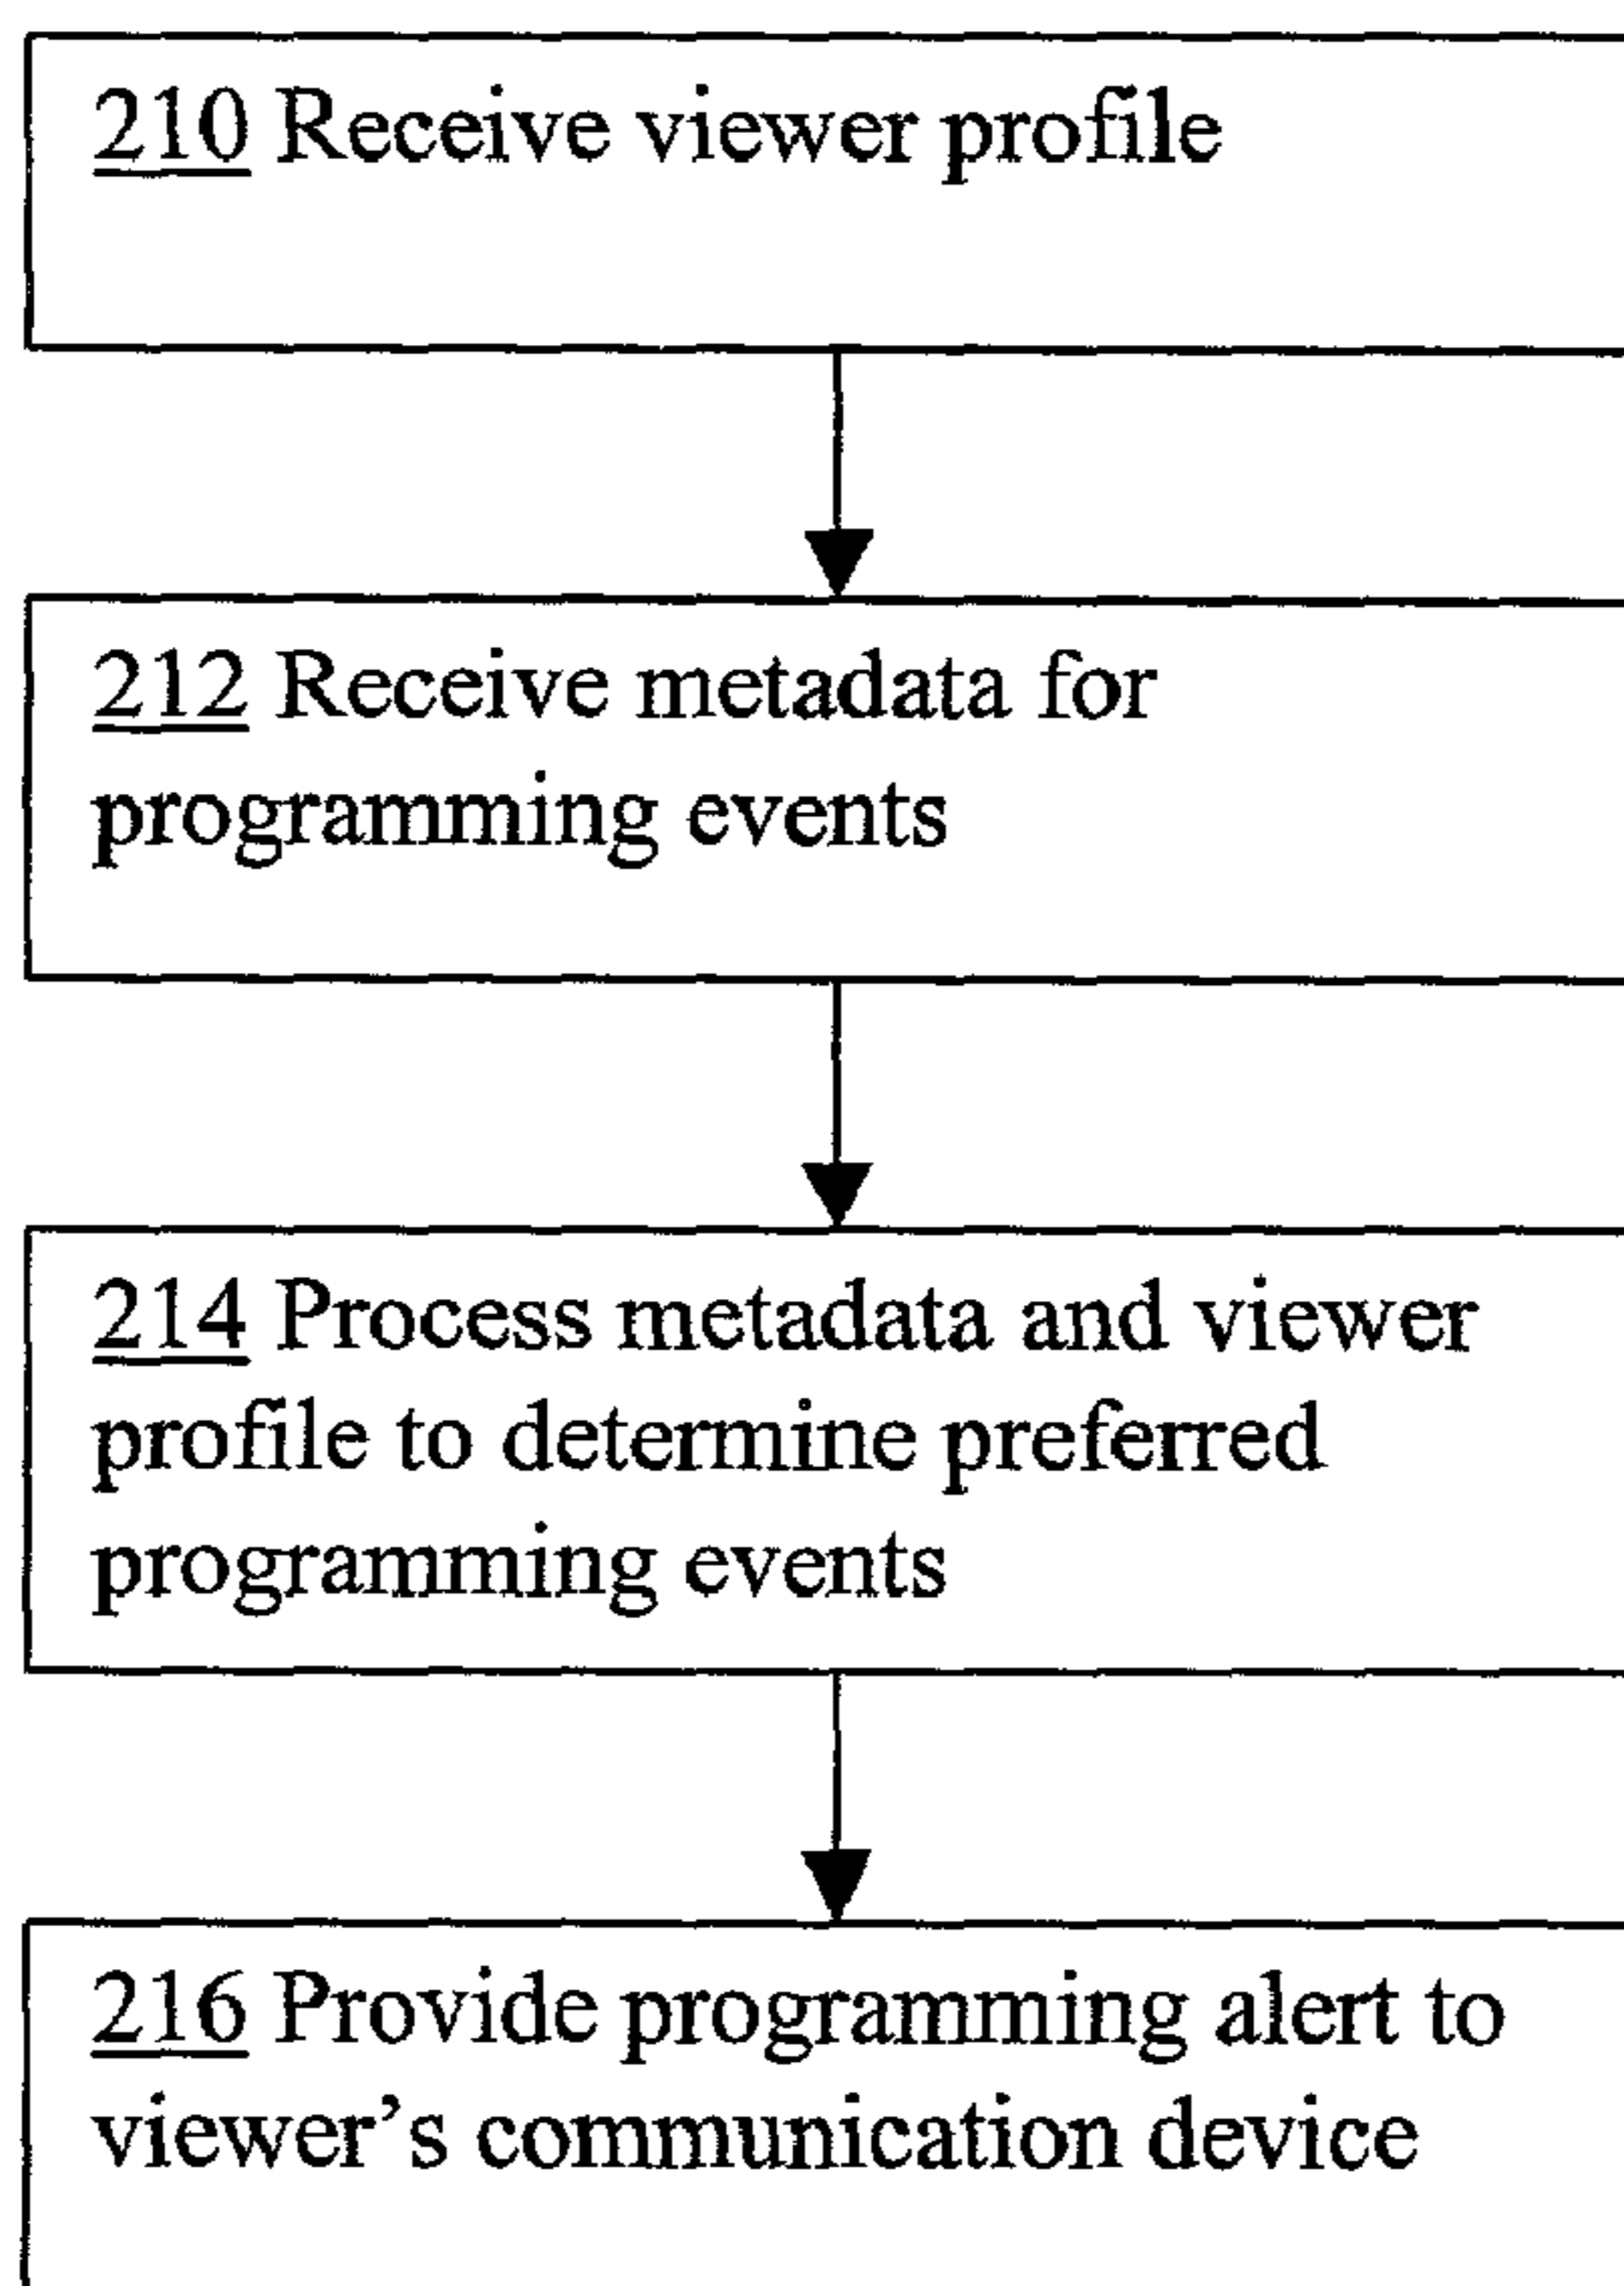 210 Receive viewer profile
212 Receive metadata for
programming events
214 Process metadata and viewer
profile to determine preferred
programming events
216 Provide programming alert to
viewer’s communication device